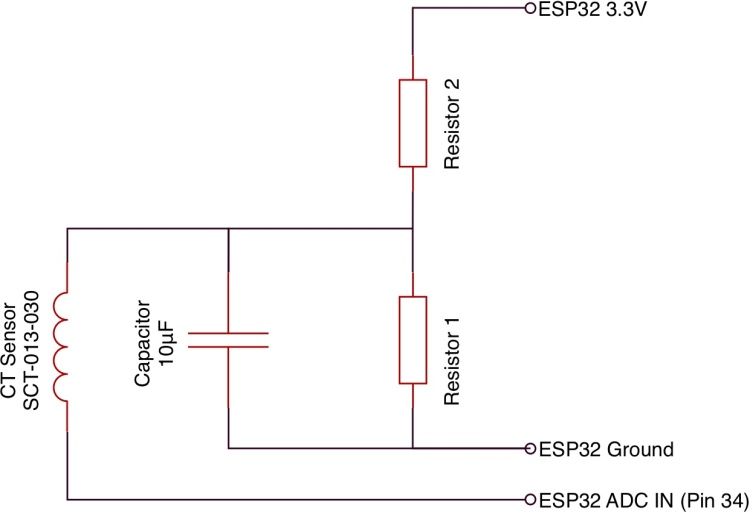 ESP32 3.3V
Resistor 2
CT Sensor
SCT-013-030
Capacitor
10µF
Resistor 1
ESP32 Ground
ESP32 ADC IN (Pin 34)